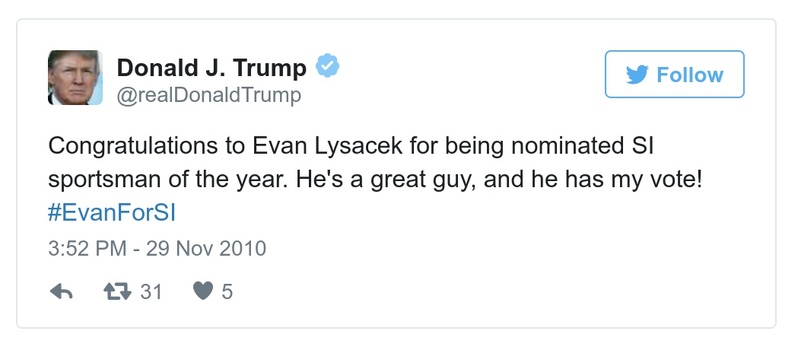 Donald J. Trump
@realDonaldTrump
Follow
Congratulations to Evan Lysacek for being nominated SI
sportsman of the year. He's a great guy, and he has my vote!
#EvanForSI
3:52 PM - 29 Nov 2010
31 5